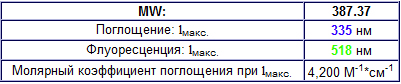 MW: 387.37
Поглощение: lмакс. 335 нм
Флуоресценция: lмакс. 518 нм
Молярный коэффициент поглощения при lмакс. 4,200 M⁻¹*см⁻¹